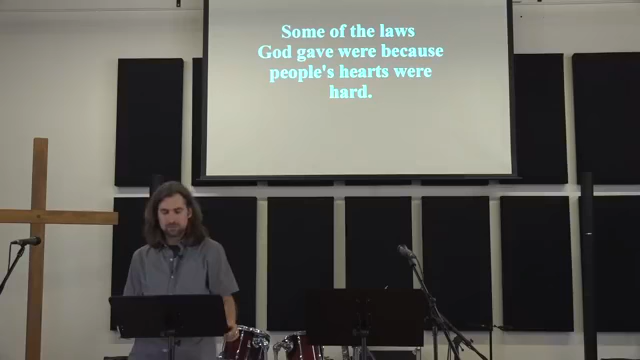 Some of the laws
God gave were because
people's hearts were
hard.